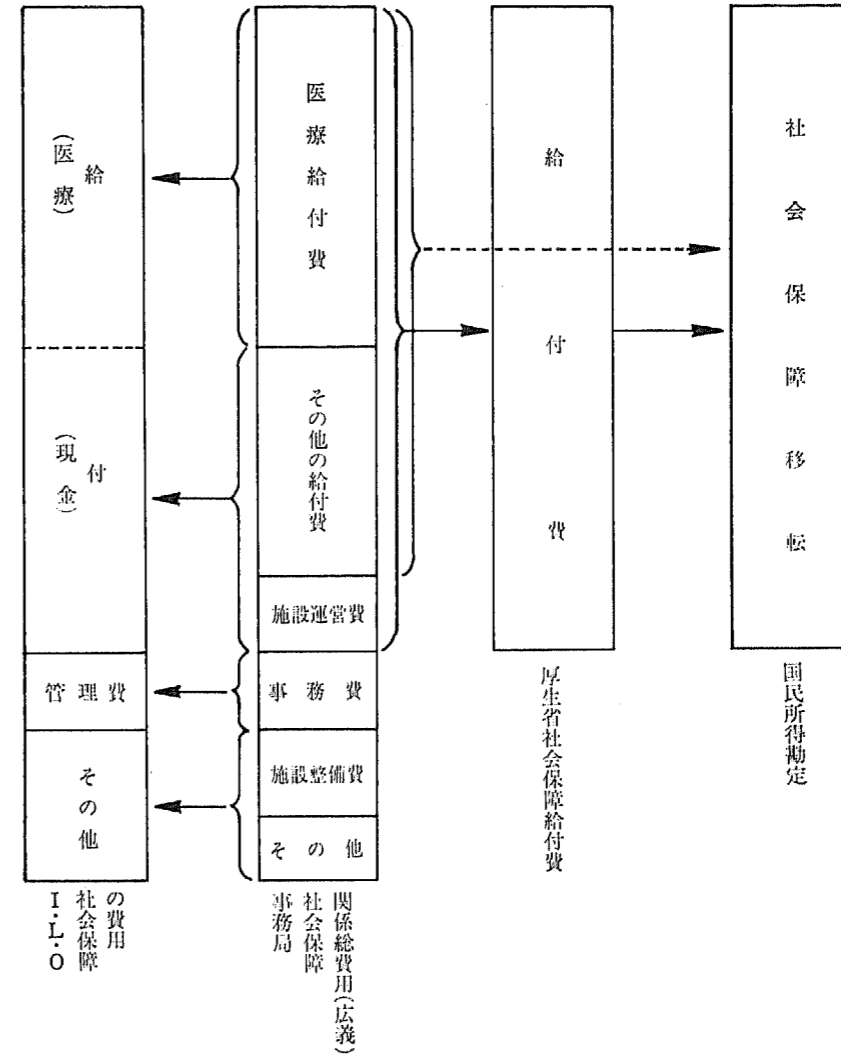 給付
(医療)
(現金)
管理費
その他
I・L・O
社会保障
の費用
医療給付費
その他の給付費
施設運営費
事務費
施設整備費
その他
事務局
社会保障
関係総費用(広義)
給付費
厚生省社会保障給付費
社会保障移転
国民所得勘定